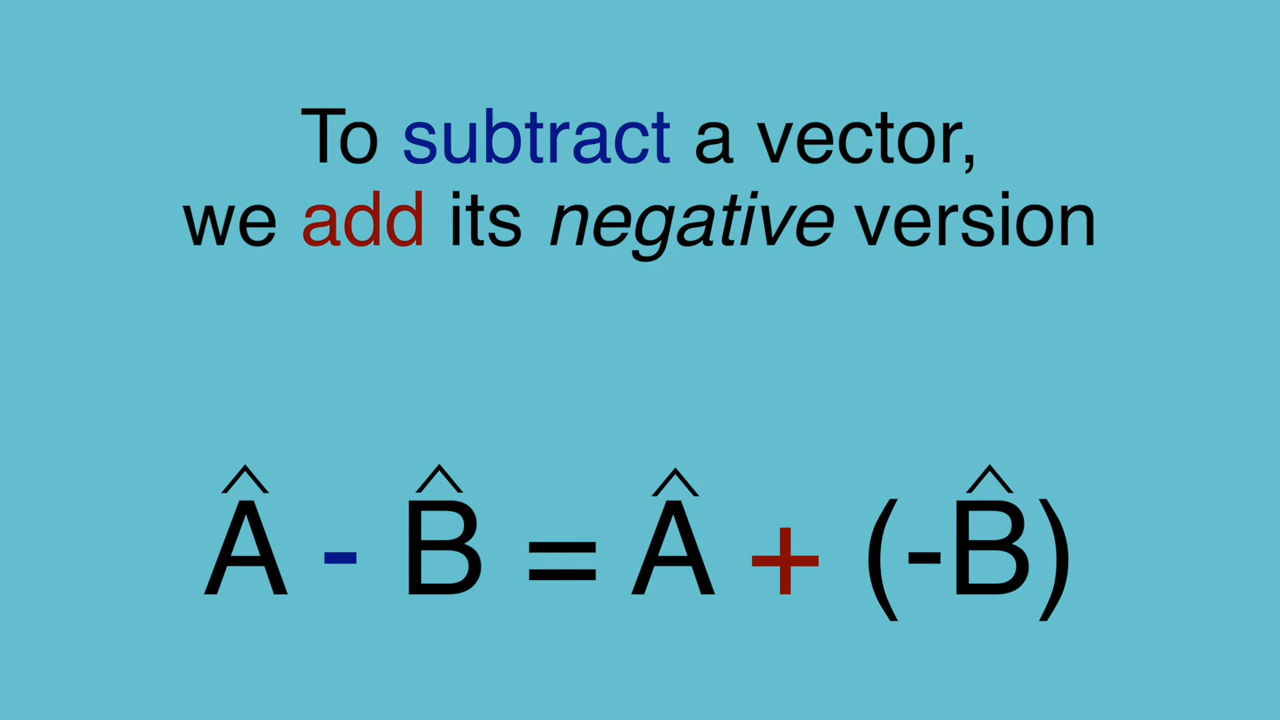 To subtract a vector,
we add its negative version
Â - B̂ = Â + (-B̂)